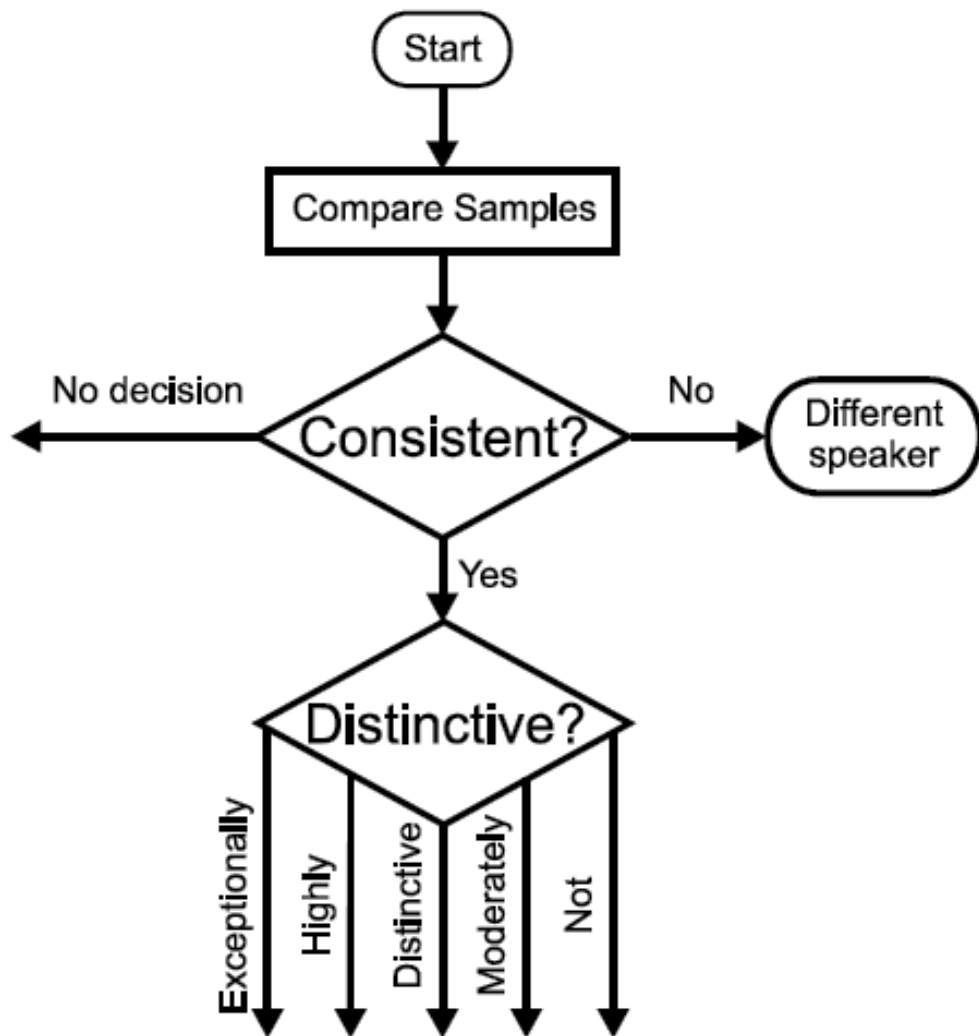 Start
Compare Samples
No decision
Consistent?
No
Different
speaker
Yes
Distinctive?
Exceptionally
Highly
Distinctive
Moderately
Not